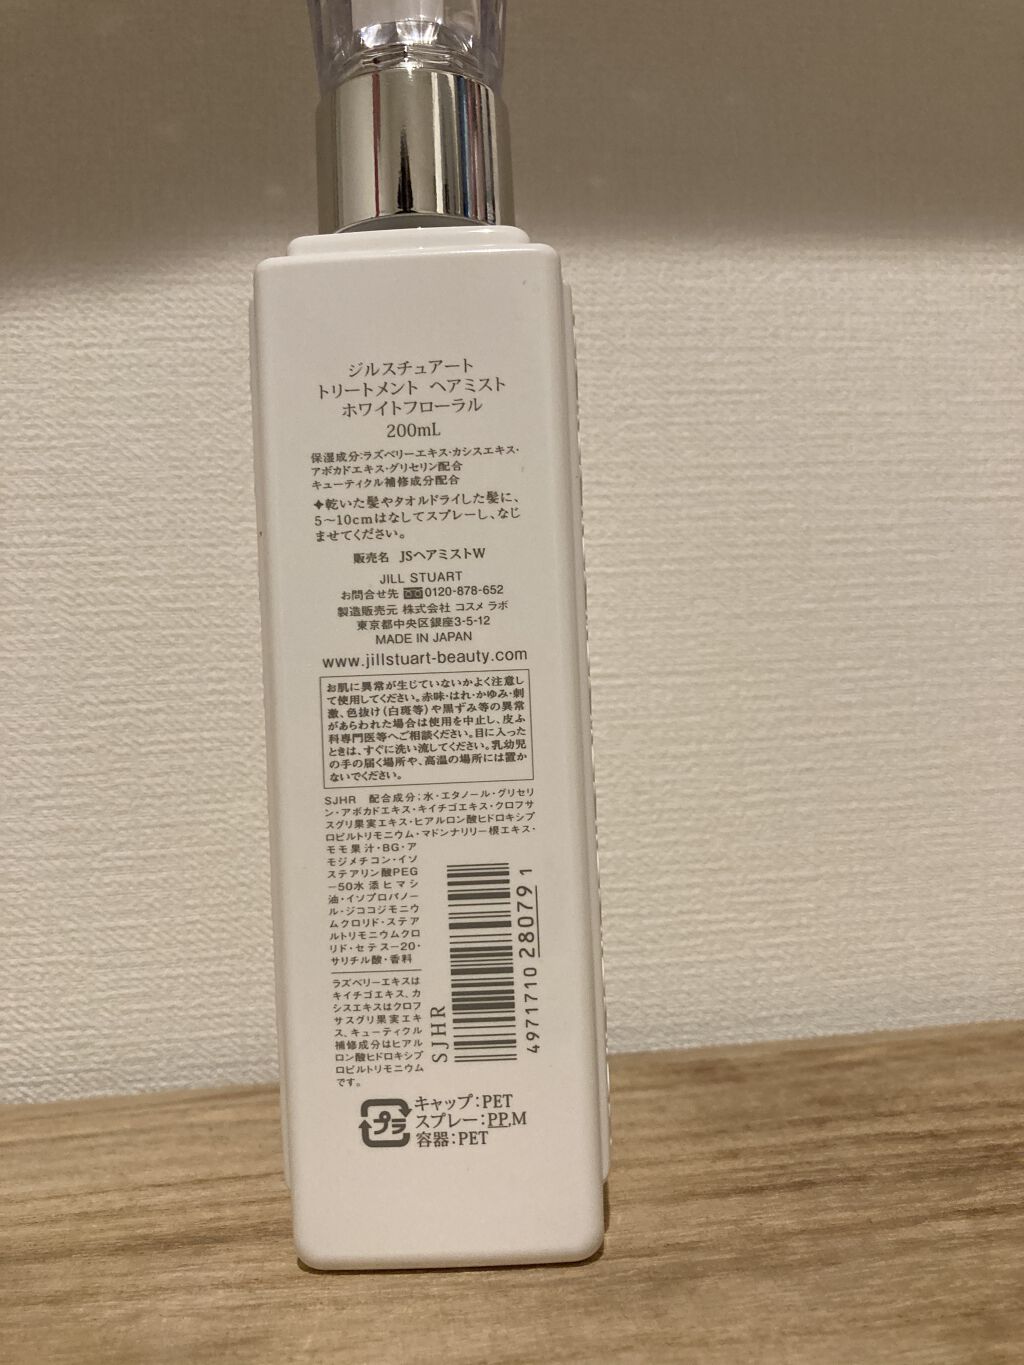 ジルスチュアート
トリートメント ヘアミスト
ホワイトフローラル
200mL
保湿成分:ラズベリーエキス・カシスエキス・
アボカドエキス・グリセリン配合
キューティクル補修成分配合
✦乾いた髪やタオルドライした髪に、
5〜10cmはなしてスプレーし、なじ
ませてください。
販売名 JSヘアミストW
JILL STUART
お問合せ先 0120-878-652
製造販売元 株式会社 コスメ ラボ
東京都中央区銀座3-5-12
MADE IN JAPAN
www.jillstuart-beauty.com
お肌に異常が生じていないかよく注意し
て使用してください。赤味・はれ・かゆみ・刺
激、色抜け(白斑等)や黒ずみ等の異常
があらわれた場合は使用を中止し、皮ふ
科専門医等へご相談ください。目に入った
ときは、すぐに洗い流してください。乳幼児
の手の届く場所や、高温の場所には置か
ないでください。
SJHR 配合成分:水・エタノール・グリセリ
ン・アボカドエキス・キイチゴエキス・クロフサ
スグリ果実エキス・ヒアルロン酸ヒドロキシプ
ロピルトリモニウム・マドンナリリー根エキス・
モモ果汁・BG・ア
モジメチコン・イソ
ステアリン酸PEG
-50水添ヒマシ
油・イソプロパノー
ル・ジココジモニウ
ムクロリド・ステア
ルトリモニウムクロ
リド・セテス-20・
サリチル酸・香料
ラズベリーエキスは
キイチゴエキス、カ
シスエキスはクロフ
サスグリ果実エキ
ス、キューティクル
補修成分はヒアル
ロン酸ヒドロキシプ
ロピルトリモニウム
です。
SJHR
4971710 280791
プラ
キャップ:PET
スプレー:PP,M
容器:PET